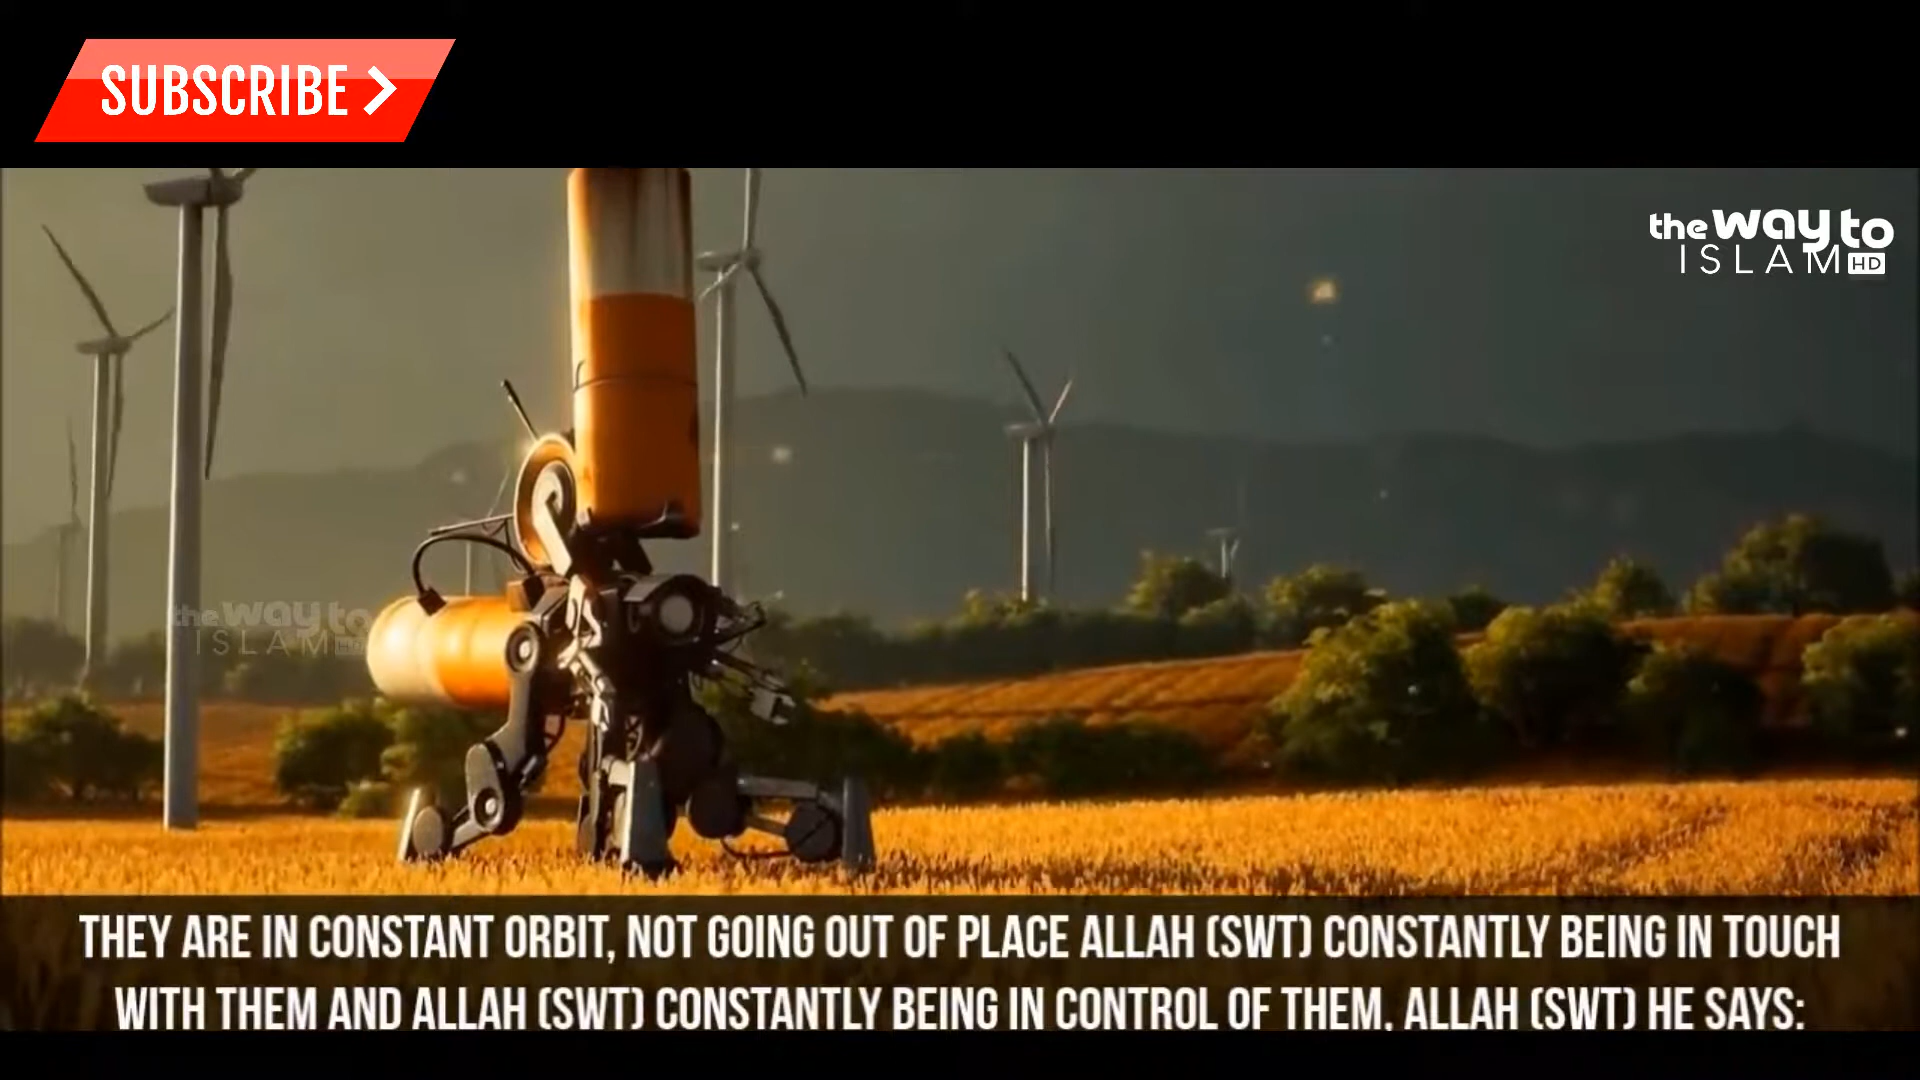 SUBSCRIBE
the way to
ISLAM HD
the way to
ISLAM HD
THEY ARE IN CONSTANT ORBIT, NOT GOING OUT OF PLACE ALLAH (SWT) CONSTANTLY BEING IN TOUCH
WITH THEM AND ALLAH (SWT) CONSTANTLY BEING IN CONTROL OF THEM, ALLAH (SWT) HE SAYS: